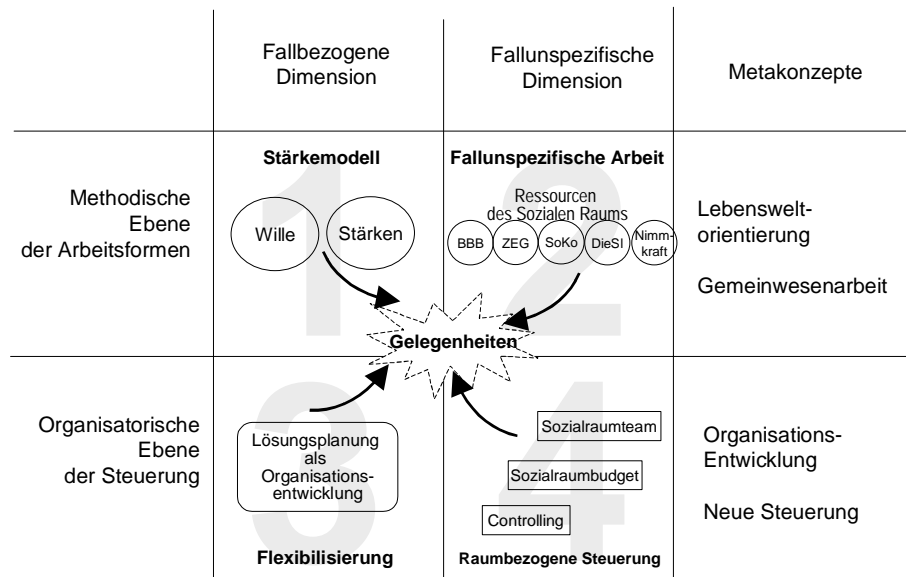 Fallbezogene
Dimension
Fallunspezifische
Dimension
Metakonzepte
Methodische
Ebene
der Arbeitsformen
1
Stärkemodell
Wille
Stärken
2
Fallunspezifische Arbeit
Ressourcen
des Sozialen Raums
BBB
ZEG
SoKo
DieSl
Nimm-
kraft
Lebenswelt-
orientierung
Gemeinwesenarbeit
Gelegenheiten
Organisatorische
Ebene
der Steuerung
3
Lösungsplanung
als
Organisations-
entwicklung
Flexibilisierung
4
Sozialraumteam
Sozialraumbudget
Controlling
Raumbezogene Steuerung
Organisations-
Entwicklung
Neue Steuerung